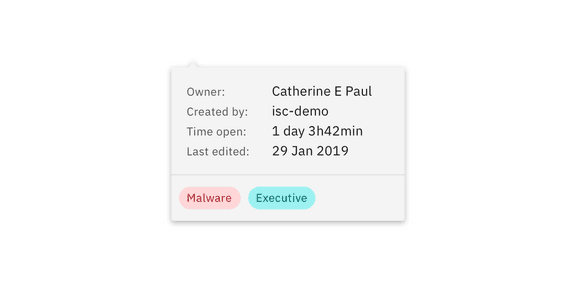 Owner: Catherine E Paul
Created by: isc-demo
Time open: 1 day 3h42min
Last edited: 29 Jan 2019
Malware Executive